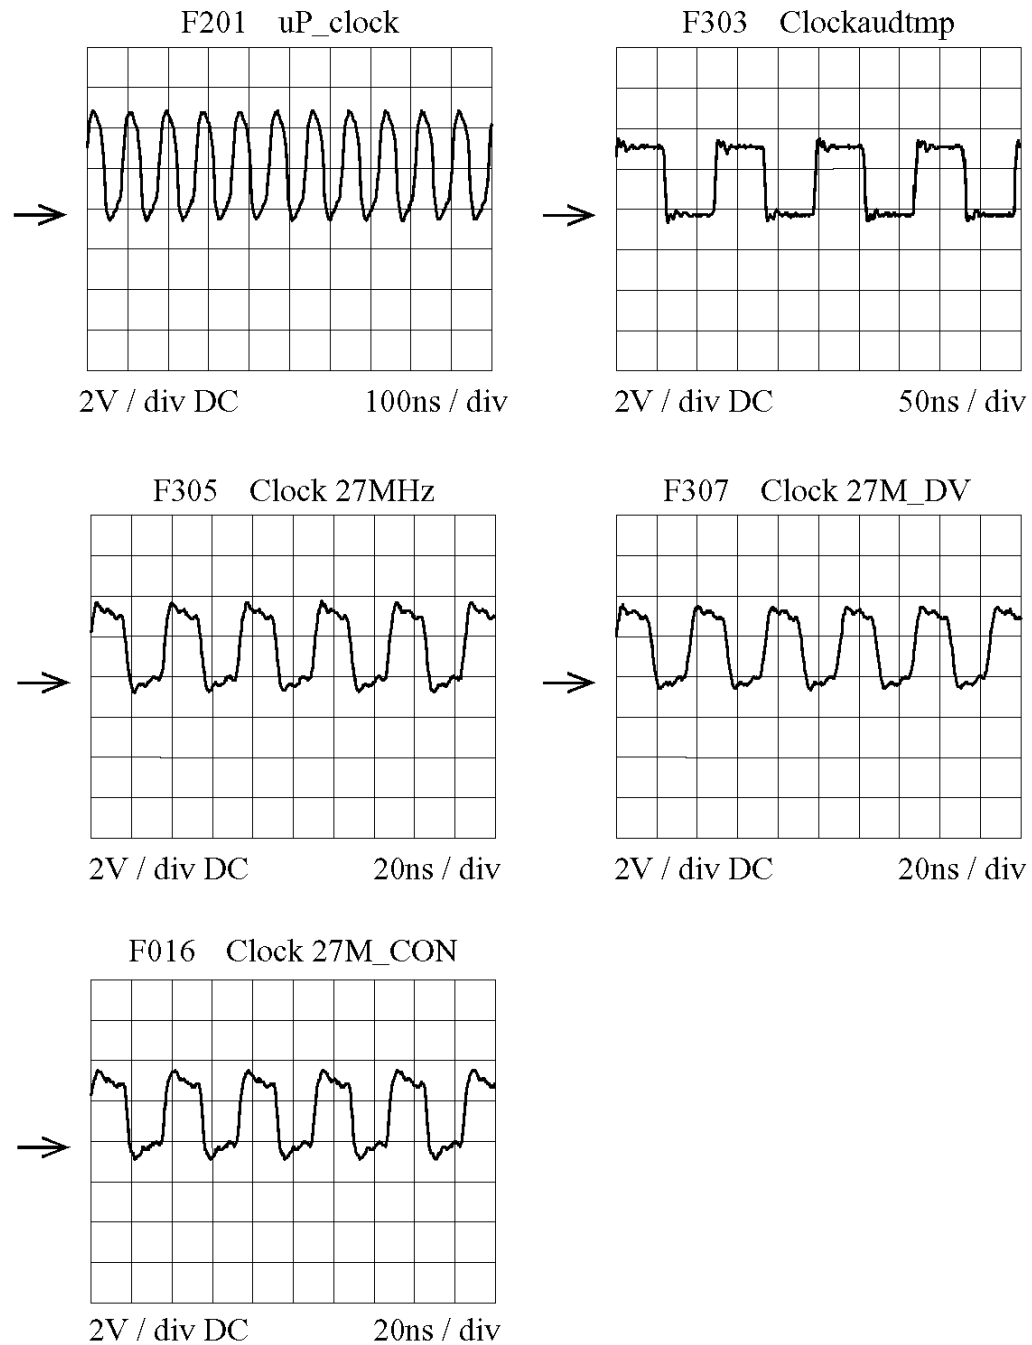 F201 uP_clock
2V / div DC 100ns / div
F303 Clockaudtmp
2V / div DC 50ns / div
F305 Clock 27MHz
2V / div DC 20ns / div
F307 Clock 27M_DV
2V / div DC 20ns / div
F016 Clock 27M_CON
2V / div DC 20ns / div